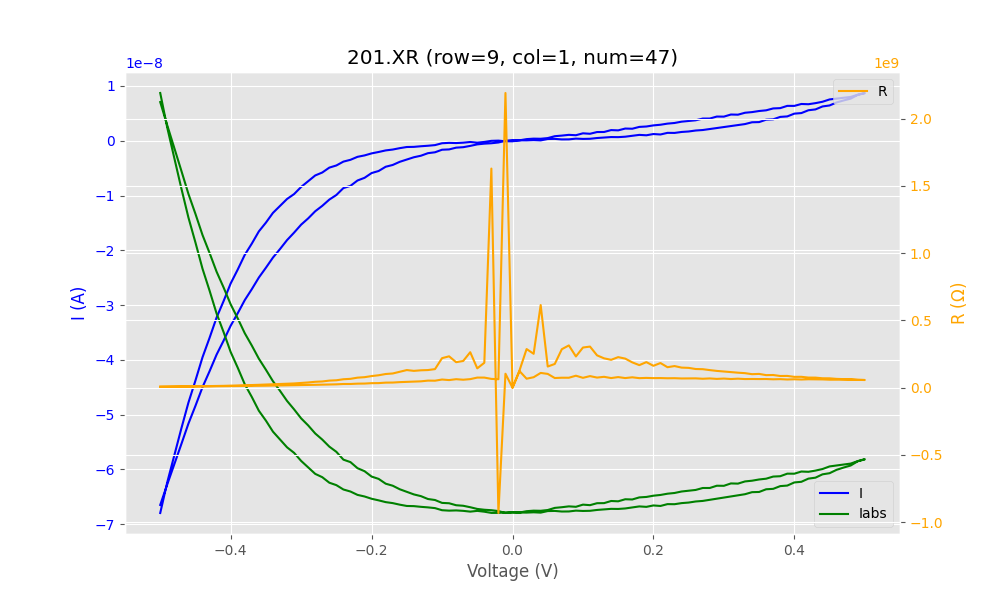 201.XR (row=9, col=1, num=47)
1e−8
1e9
R
1
0
−1
−2
−3
−4
−5
−6
−7
I (A)
2.0
1.5
1.0
0.5
0.0
−0.5
−1.0
R (Ω)
I
Iabs
−0.4
−0.2
0.0
0.2
0.4
Voltage (V)